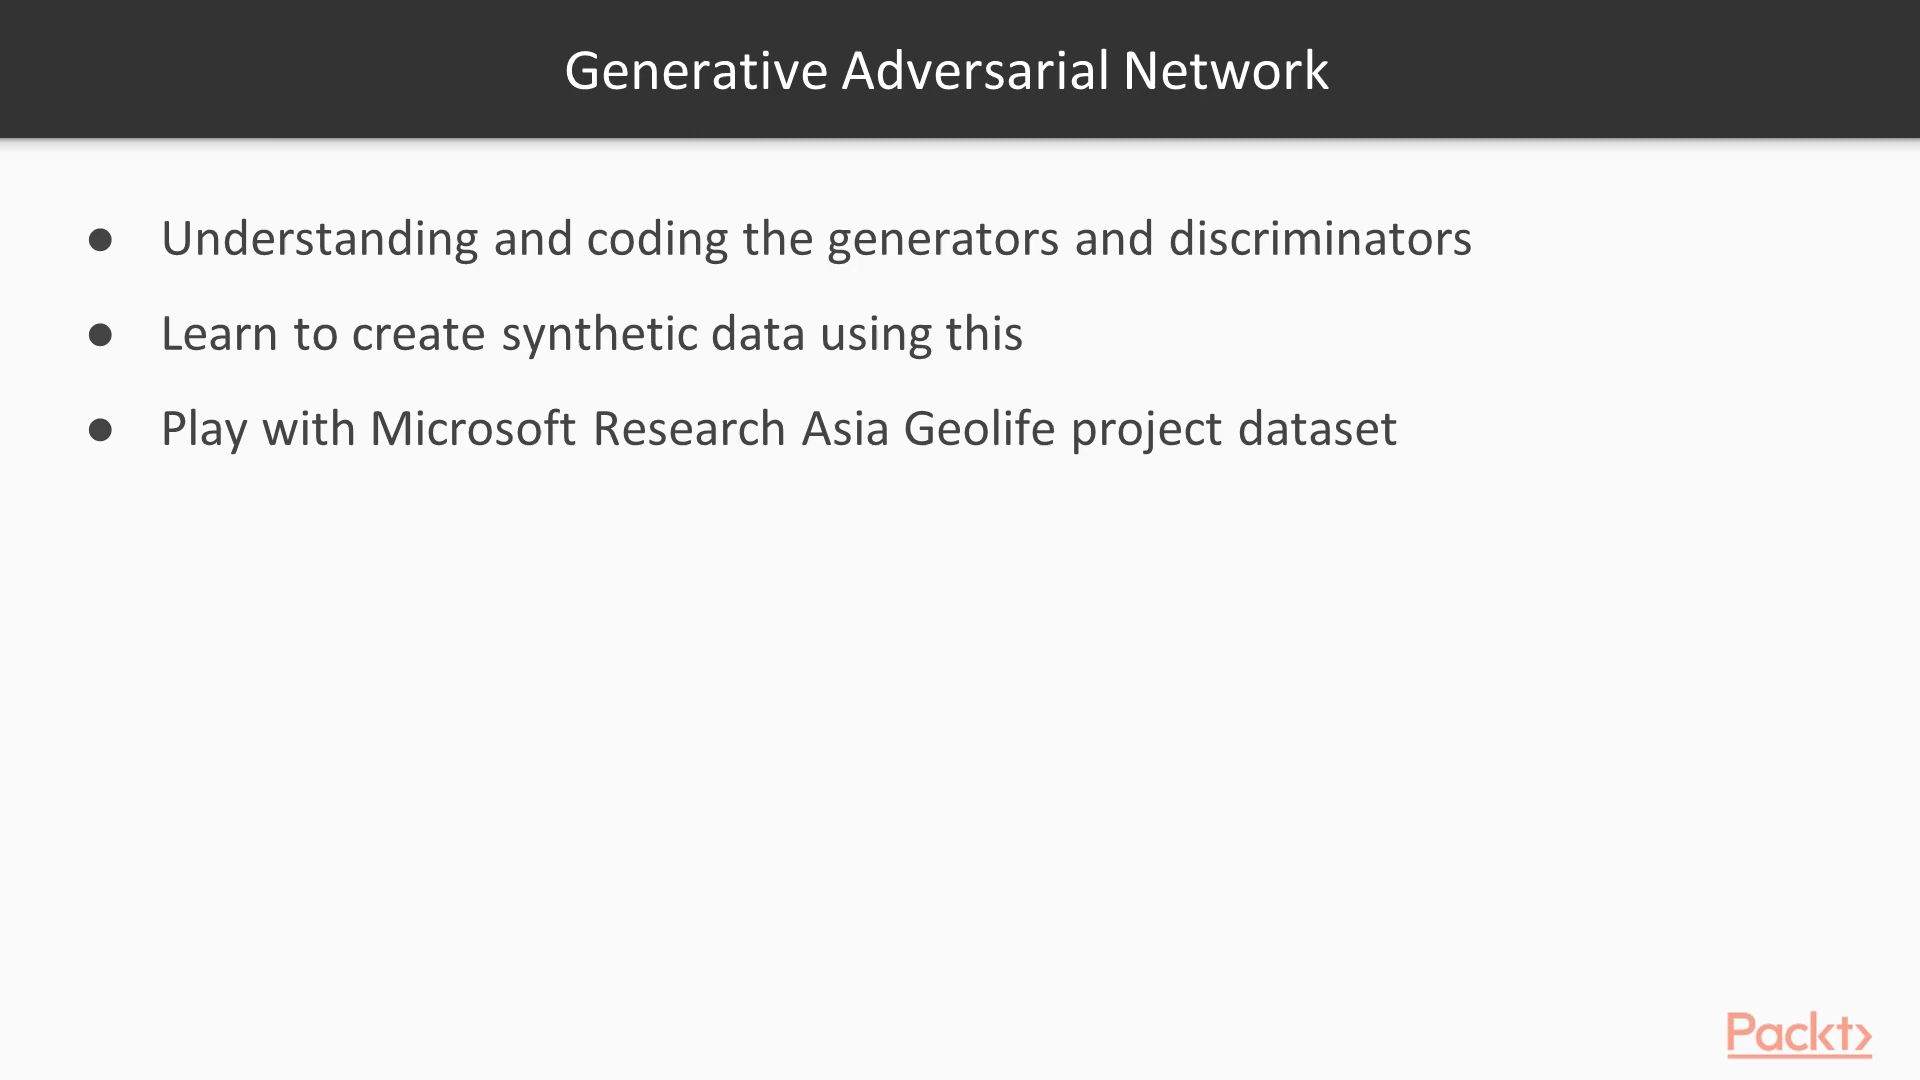 Generative Adversarial Network
● Understanding and coding the generators and discriminators
● Learn to create synthetic data using this
● Play with Microsoft Research Asia Geolife project dataset
Packt>